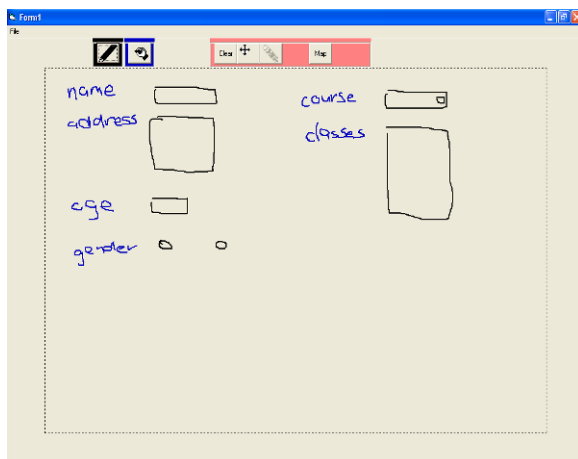 Form1
File
Clear Map
name
address
age
gender
course
classes